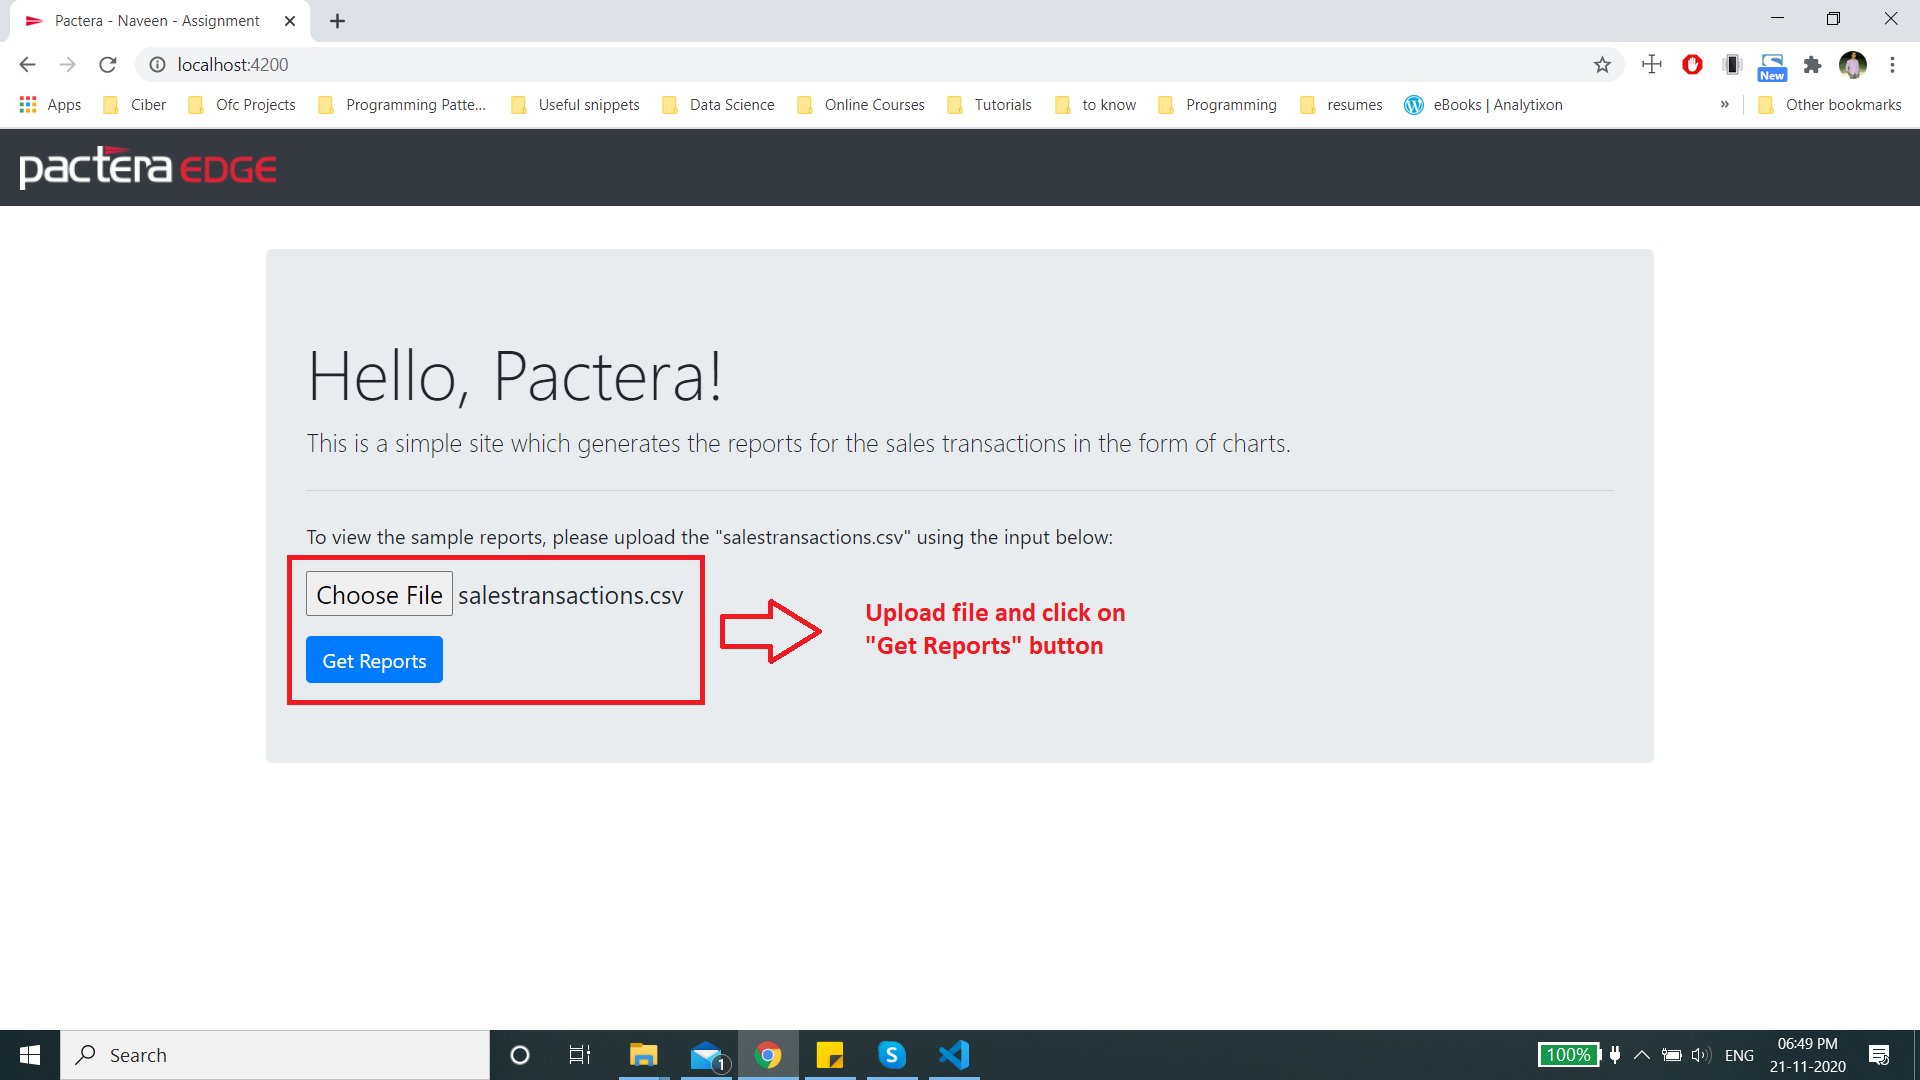 Pactera - Naveen - Assignment
localhost:4200
New
Apps Ciber Ofc Projects Programming Patte... Useful snippets Data Science Online Courses Tutorials to know Programming resumes eBooks | Analytixon » Other bookmarks
pactera EDGE
Hello, Pactera!
This is a simple site which generates the reports for the sales transactions in the form of charts.
To view the sample reports, please upload the "salestransactions.csv" using the input below:
Choose File salestransactions.csv
Get Reports
Upload file and click on
"Get Reports" button
Search
1
S
100%
ENG
06:49 PM
21-11-2020